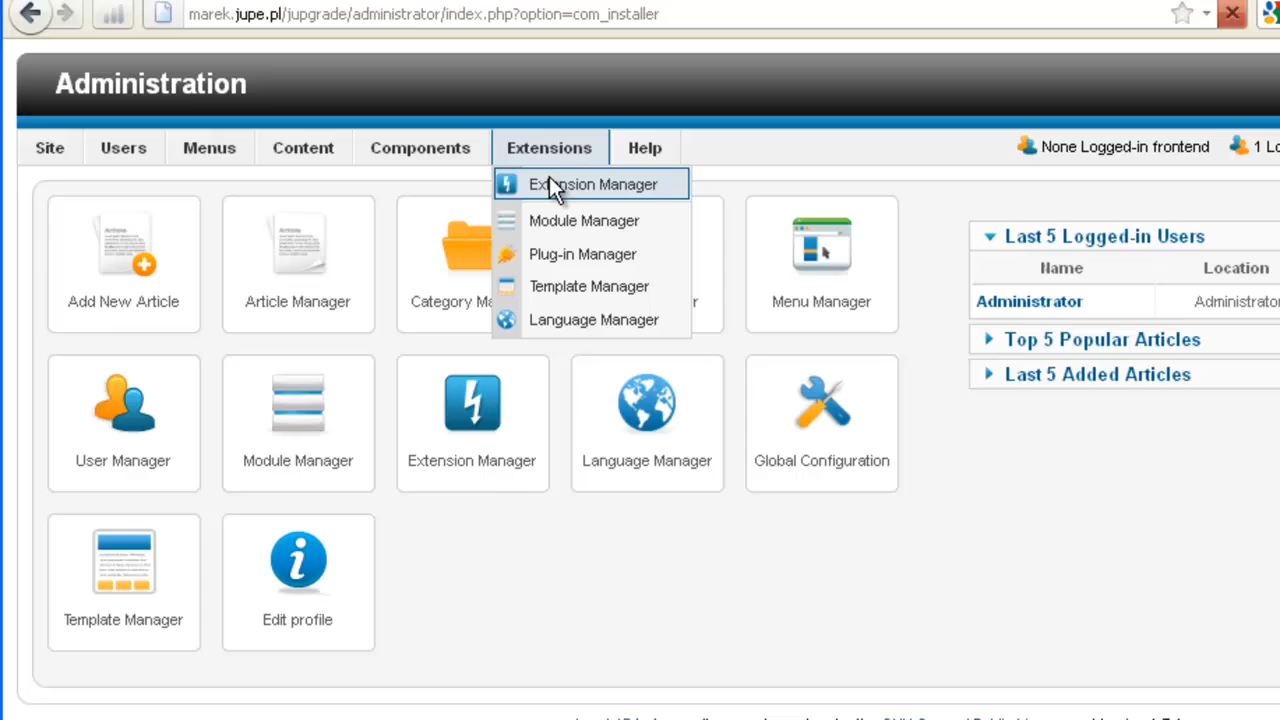 marek.jupe.pl/jupgrade/administrator/index.php?option=com_installer
Administration
Site Users Menus Content Components Extensions Help None Logged-in frontend 1
Extension Manager
Module Manager
Plug-in Manager
Template Manager
Language Manager
Add New Article
Article Manager
Category
Menu Manager
User Manager
Module Manager
Extension Manager
Language Manager
Global Configuration
Template Manager
Edit profile
Last 5 Logged-in Users
Name Location
Administrator Administrator
Top 5 Popular Articles
Last 5 Added Articles